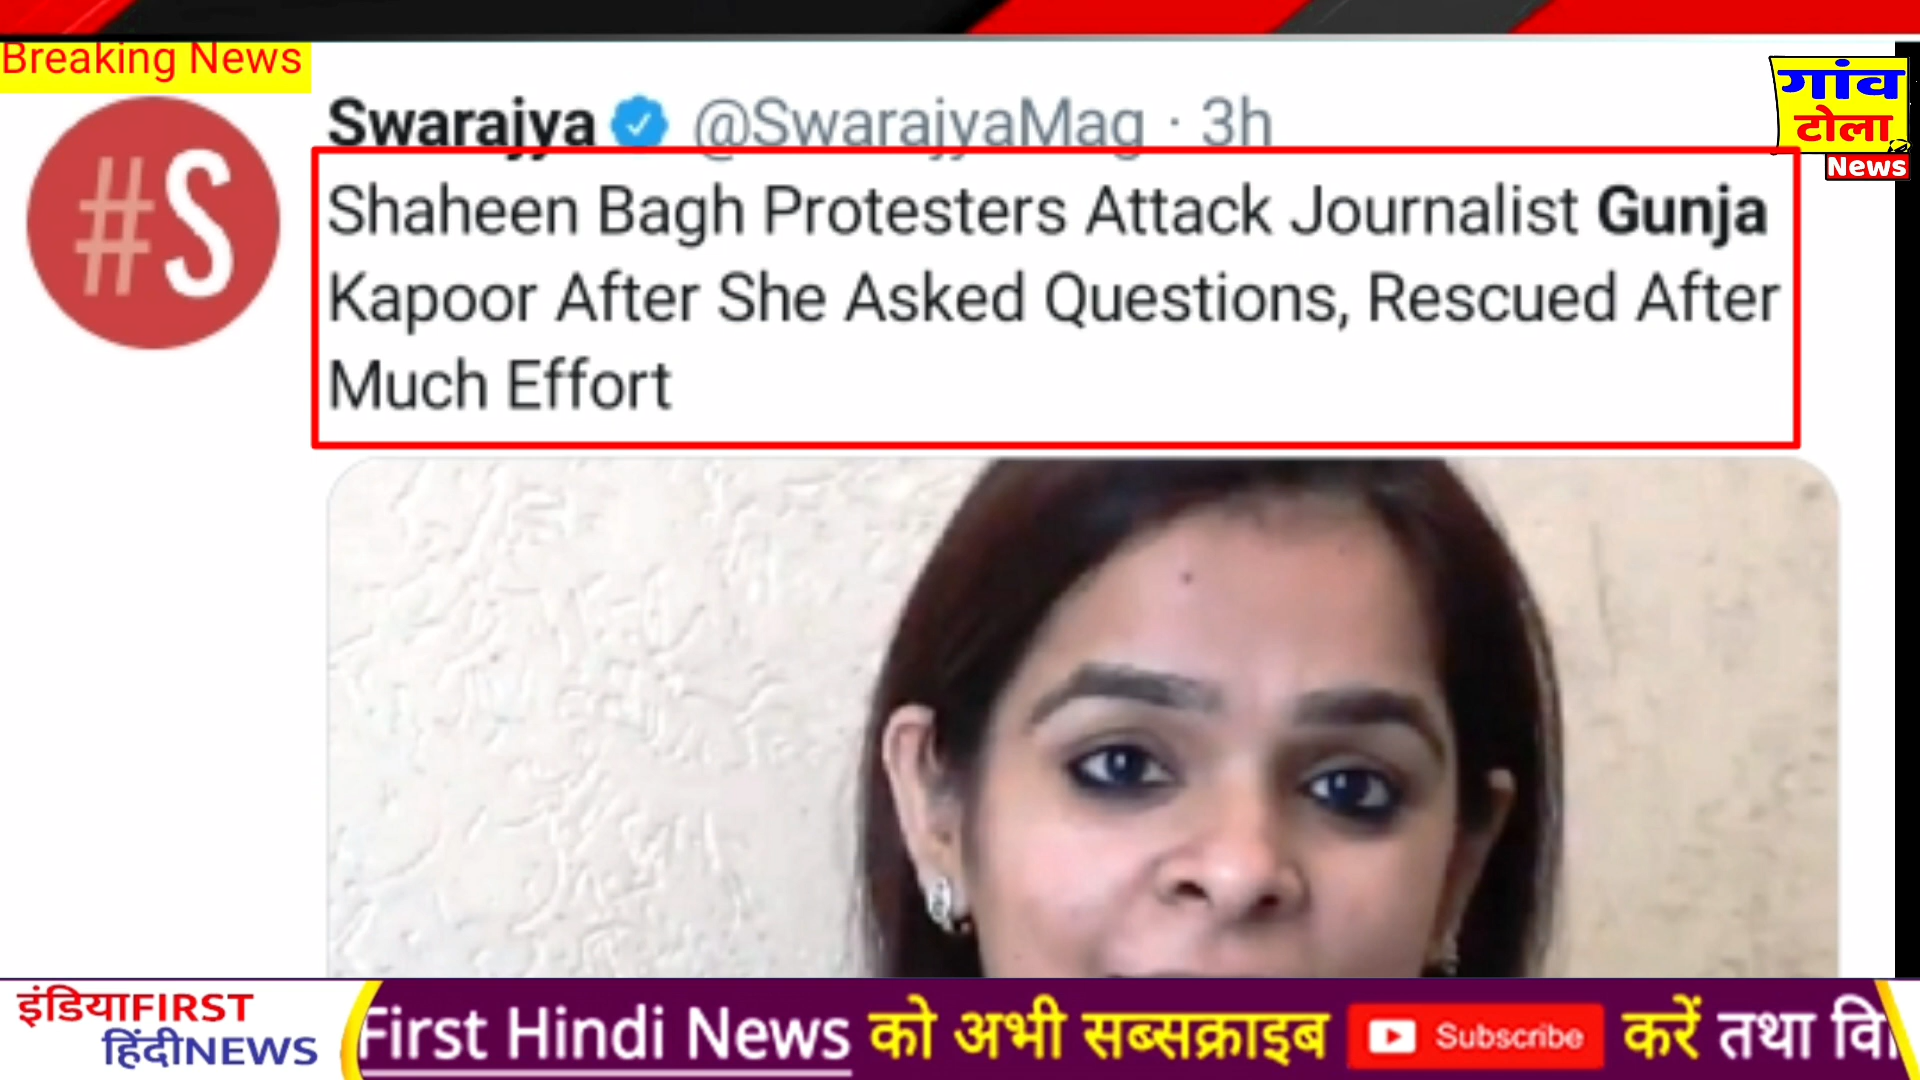 Breaking News
गांव
टोला
News
Swarajya @SwarajyaMag · 3h
Shaheen Bagh Protesters Attack Journalist Gunja
Kapoor After She Asked Questions, Rescued After
Much Effort
#S
इंडियाFIRST
हिंदीNEWS
First Hindi News को अभी सब्सक्राइब Subscribe करें तथा